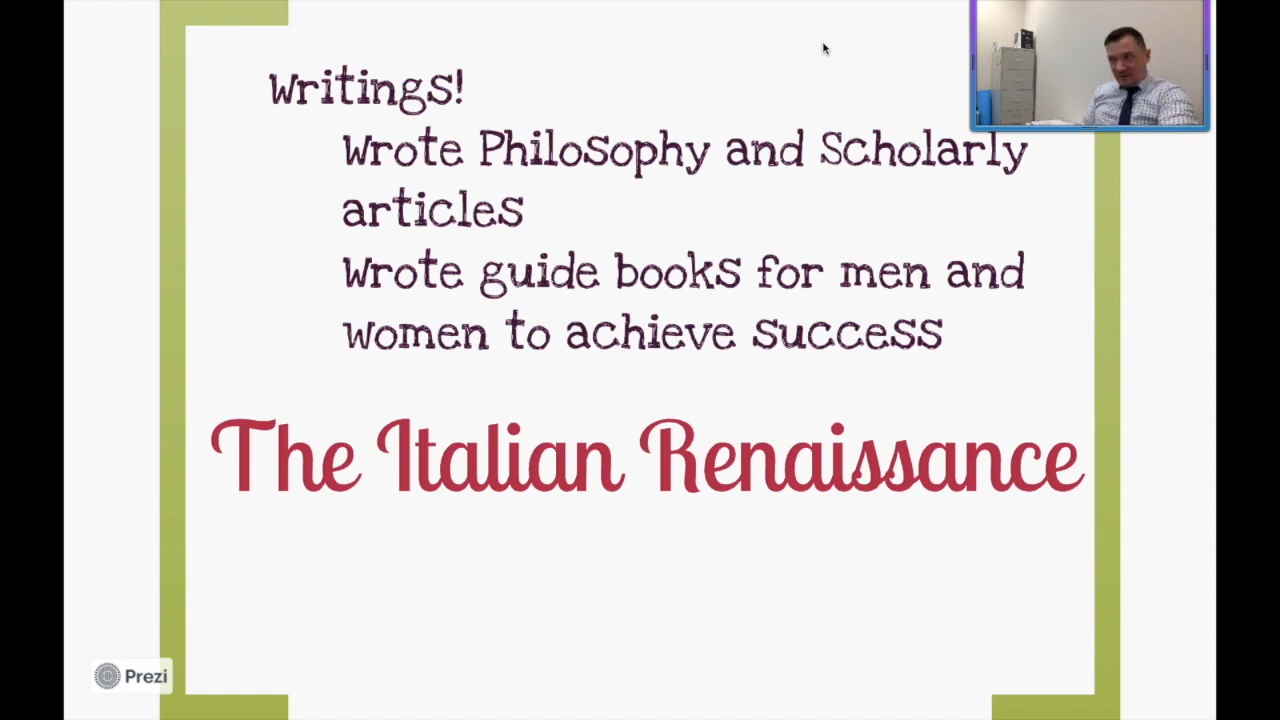 Writings!
Wrote Philosophy and Scholarly
articles
Wrote guide books for men and
women to achieve success
The Italian Renaissance
Prezi